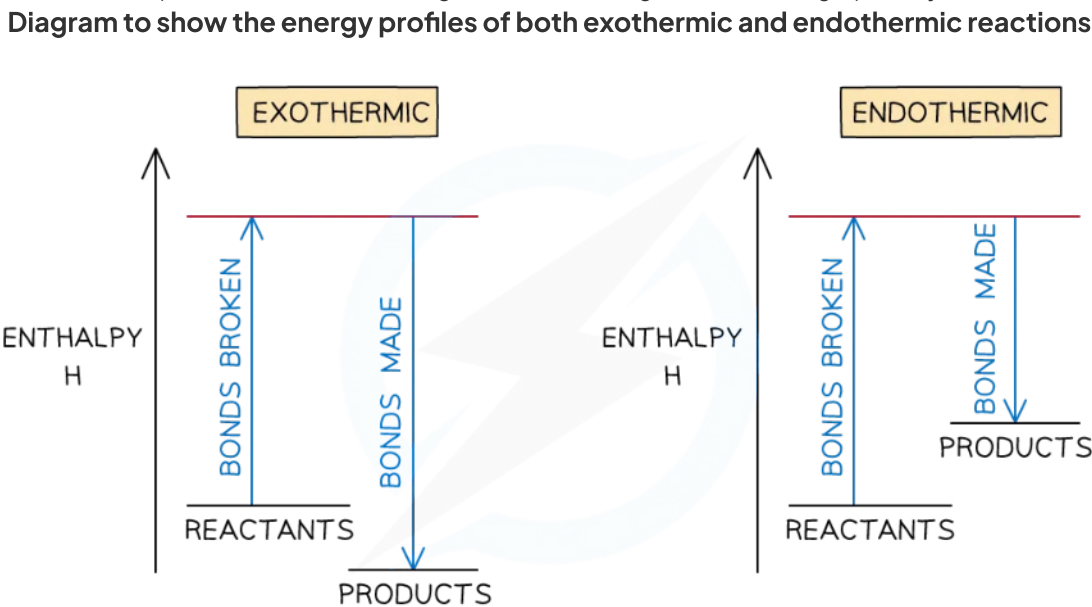 Diagram to show the energy profiles of both exothermic and endothermic reactions
EXOTHERMIC
ENTHALPY
H
BONDS BROKEN
BONDS MADE
REACTANTS
PRODUCTS
ENDOTHERMIC
ENTHALPY
H
BONDS BROKEN
BONDS MADE
PRODUCTS
REACTANTS